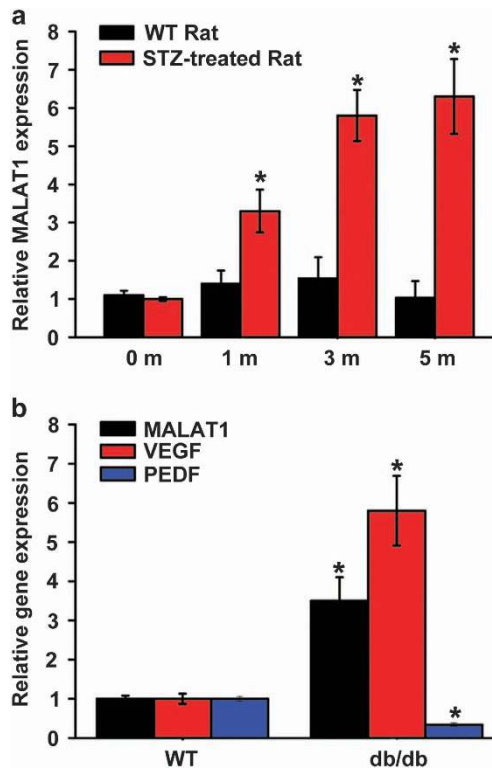 a
WT Rat
STZ-treated Rat
Relative MALAT1 expression
8
7
6
5
4
3
2
1
0
* * *
0 m 1 m 3 m 5 m
b
MALAT1
VEGF
PEDF
Relative gene expression
8
7
6
5
4
3
2
1
0
* * *
WT db/db